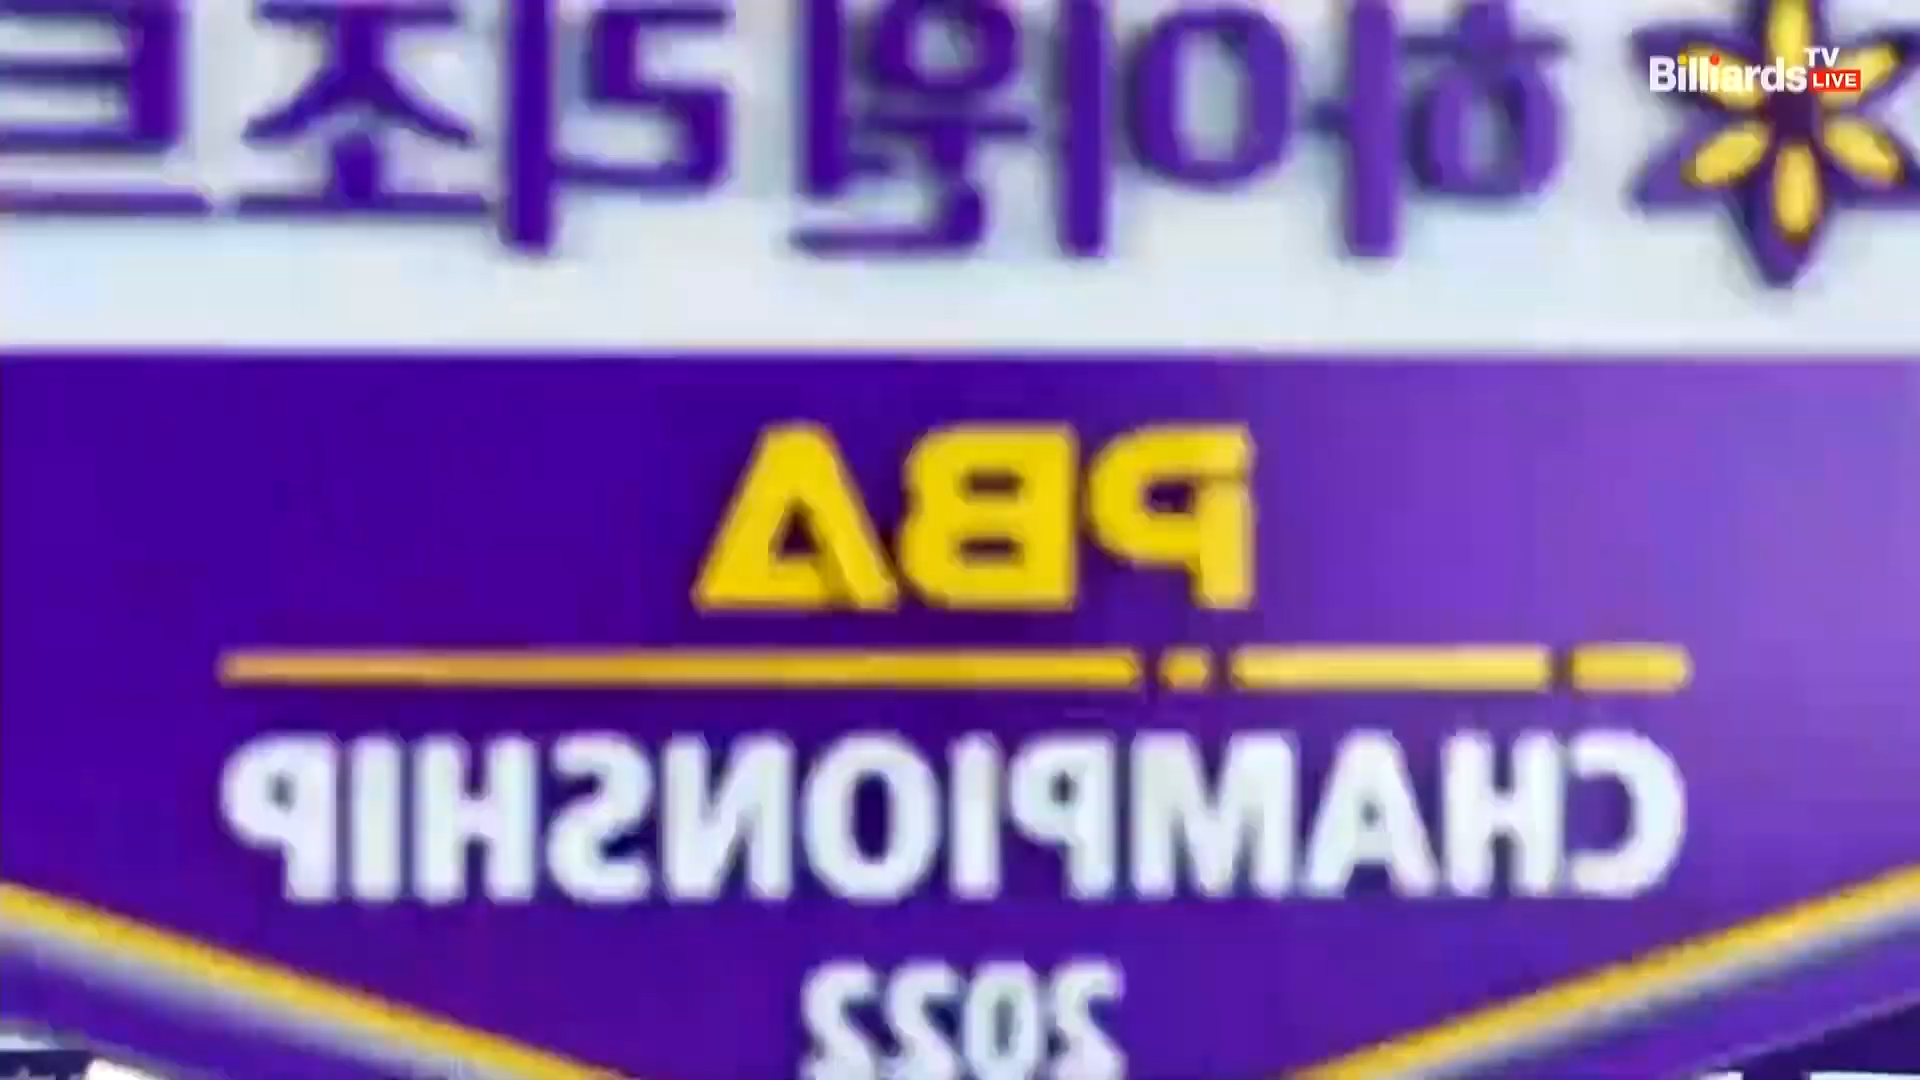 Billiards TV LIVE
하이원리조트
PBA
CHAMPIONSHIP
2022